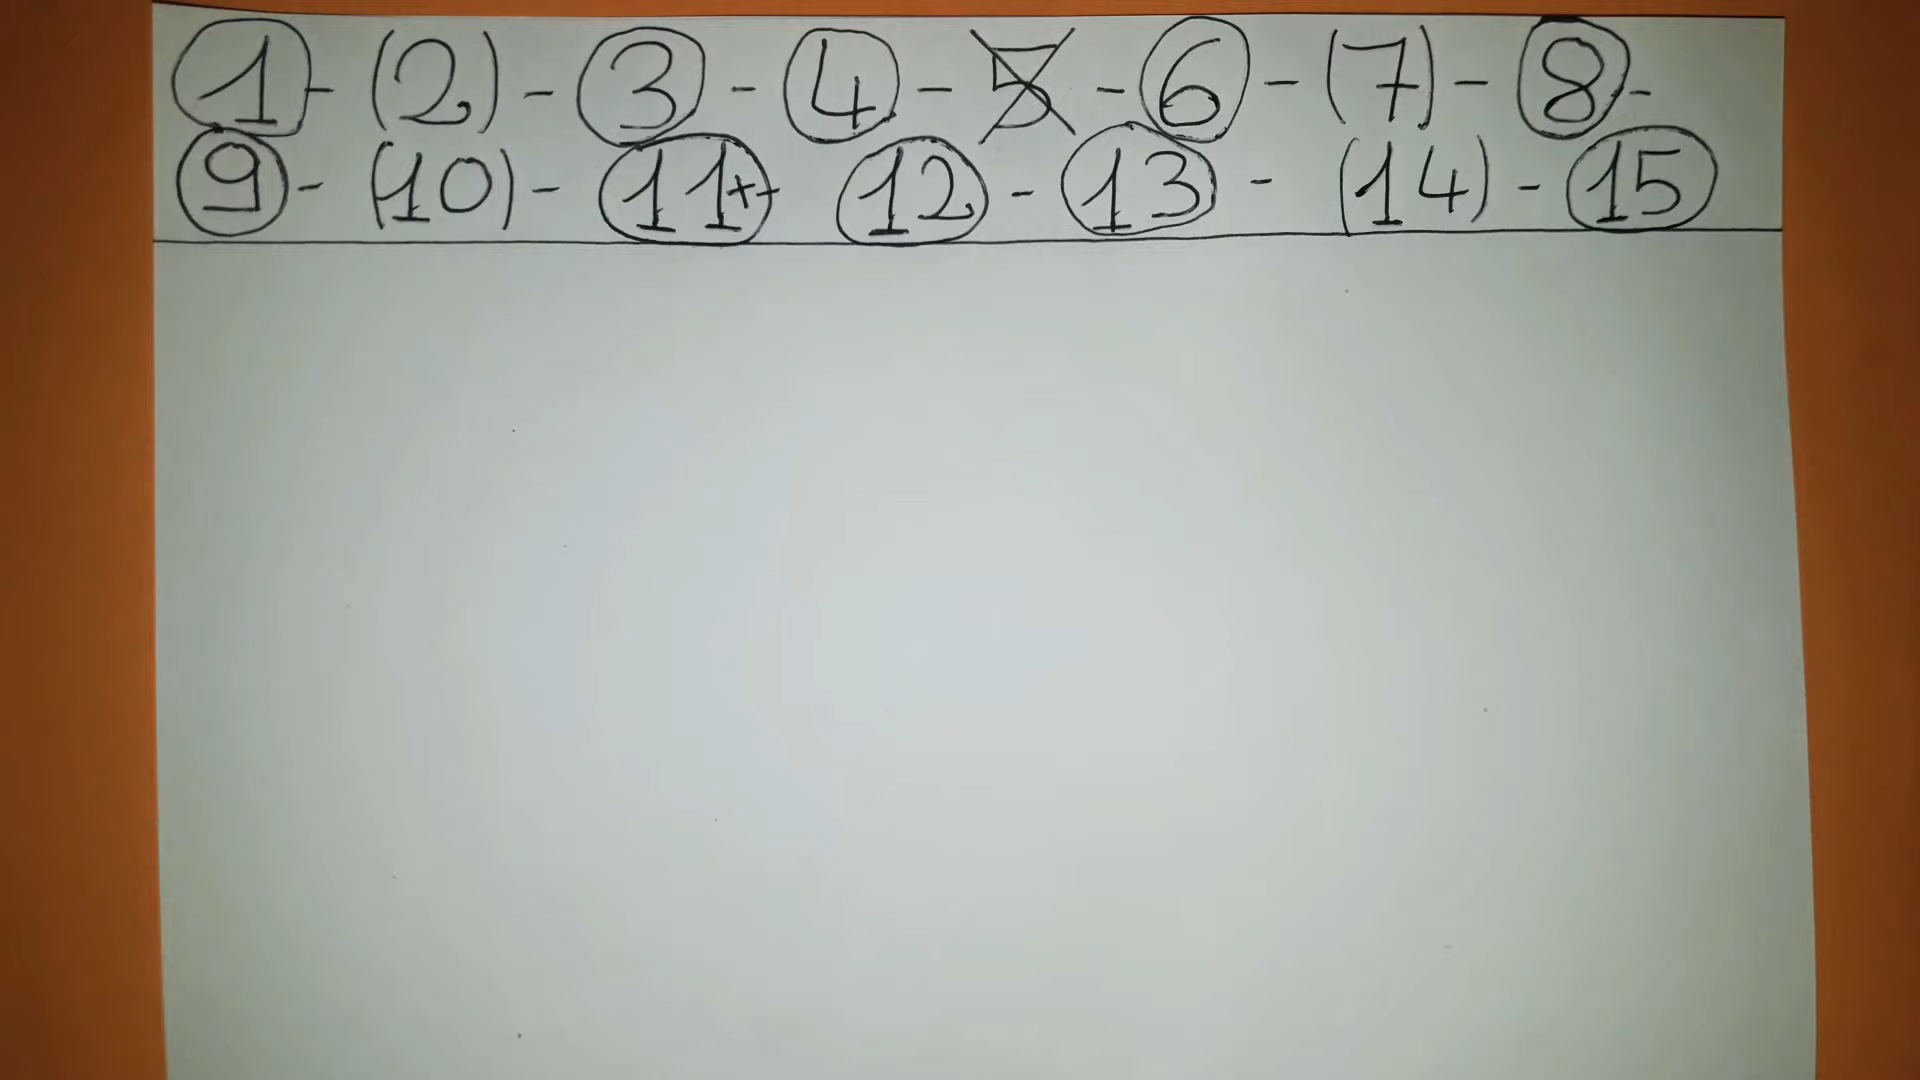 1 - (2) - 3 - 4 - 5 - 6 - (7) - 8 -
9 - (10) - 11+- 12 - 13 - (14) - 15